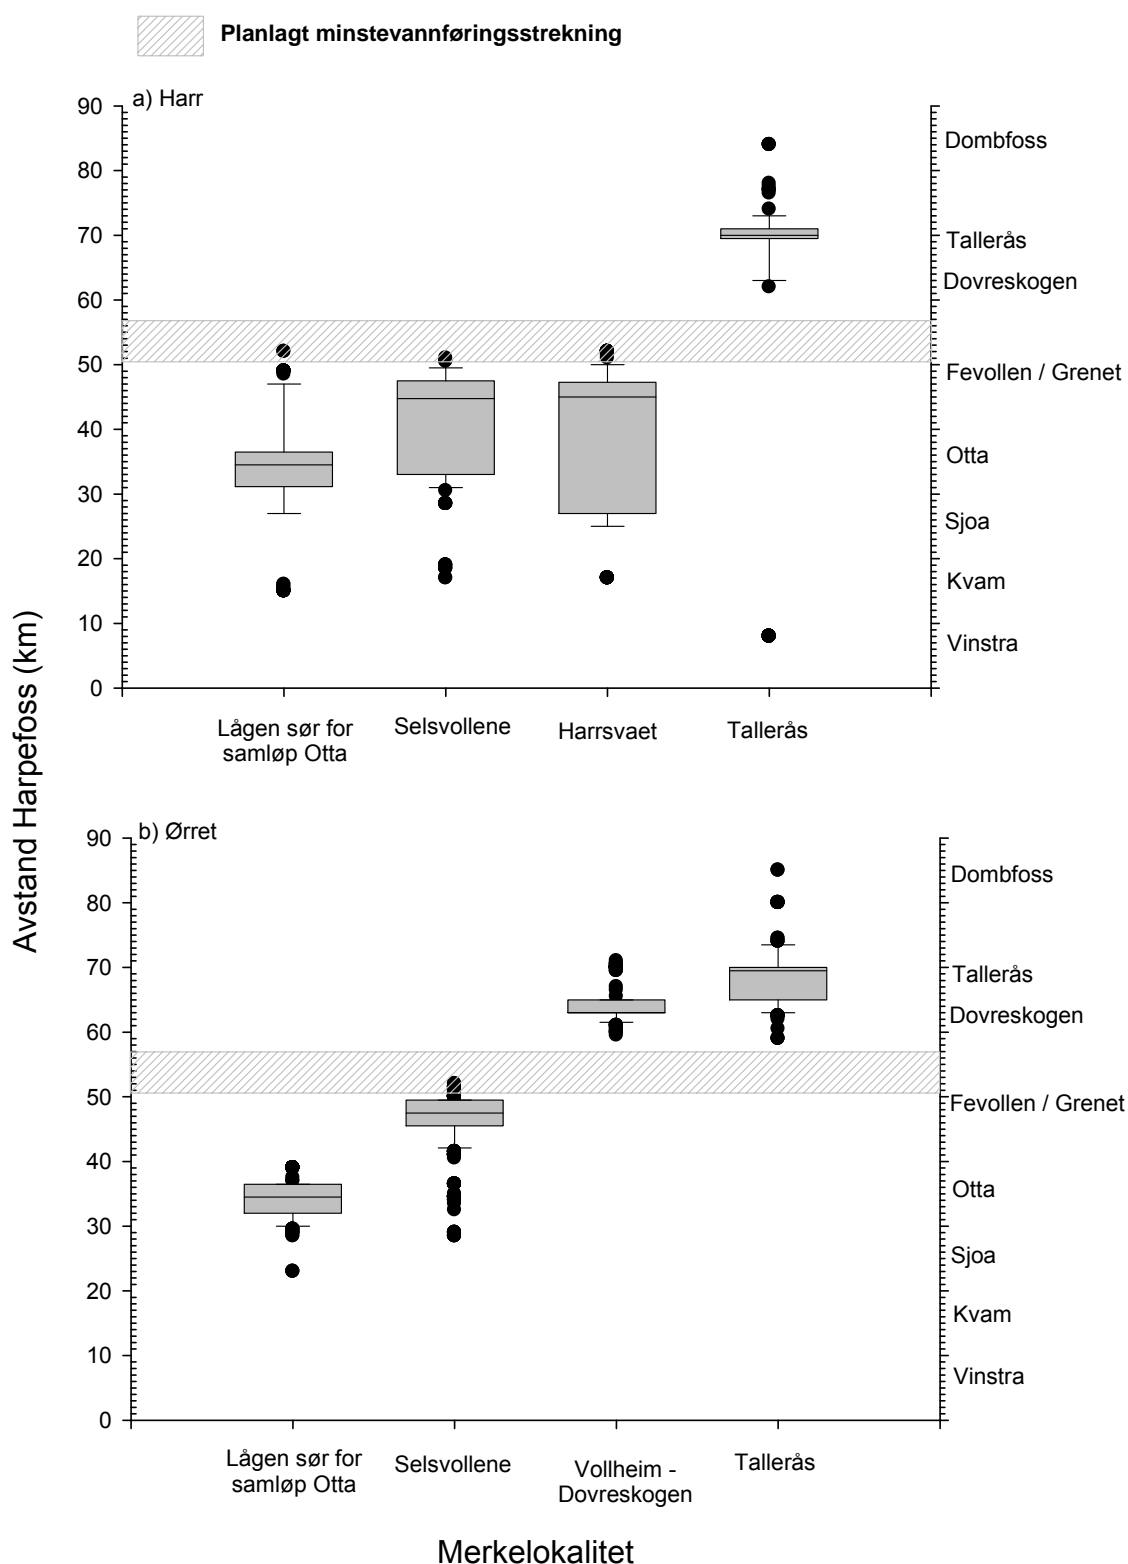 Planlagt minstevannføringsstrekning
a) Harr
90
80
70
60
50
40
30
20
10
0
Dombfoss
Tallerås
Dovreskogen
Fevollen / Grenet
Otta
Sjoa
Kvam
Vinstra
Lågen sør for
samløp Otta
Selsvollene
Harrsvaet
Tallerås
Avstand Harpefoss (km)
b) Ørret
90
80
70
60
50
40
30
20
10
0
Dombfoss
Tallerås
Dovreskogen
Fevollen / Grenet
Otta
Sjoa
Kvam
Vinstra
Lågen sør for
samløp Otta
Selsvollene
Vollheim -
Dovreskogen
Tallerås
Merkelokalitet